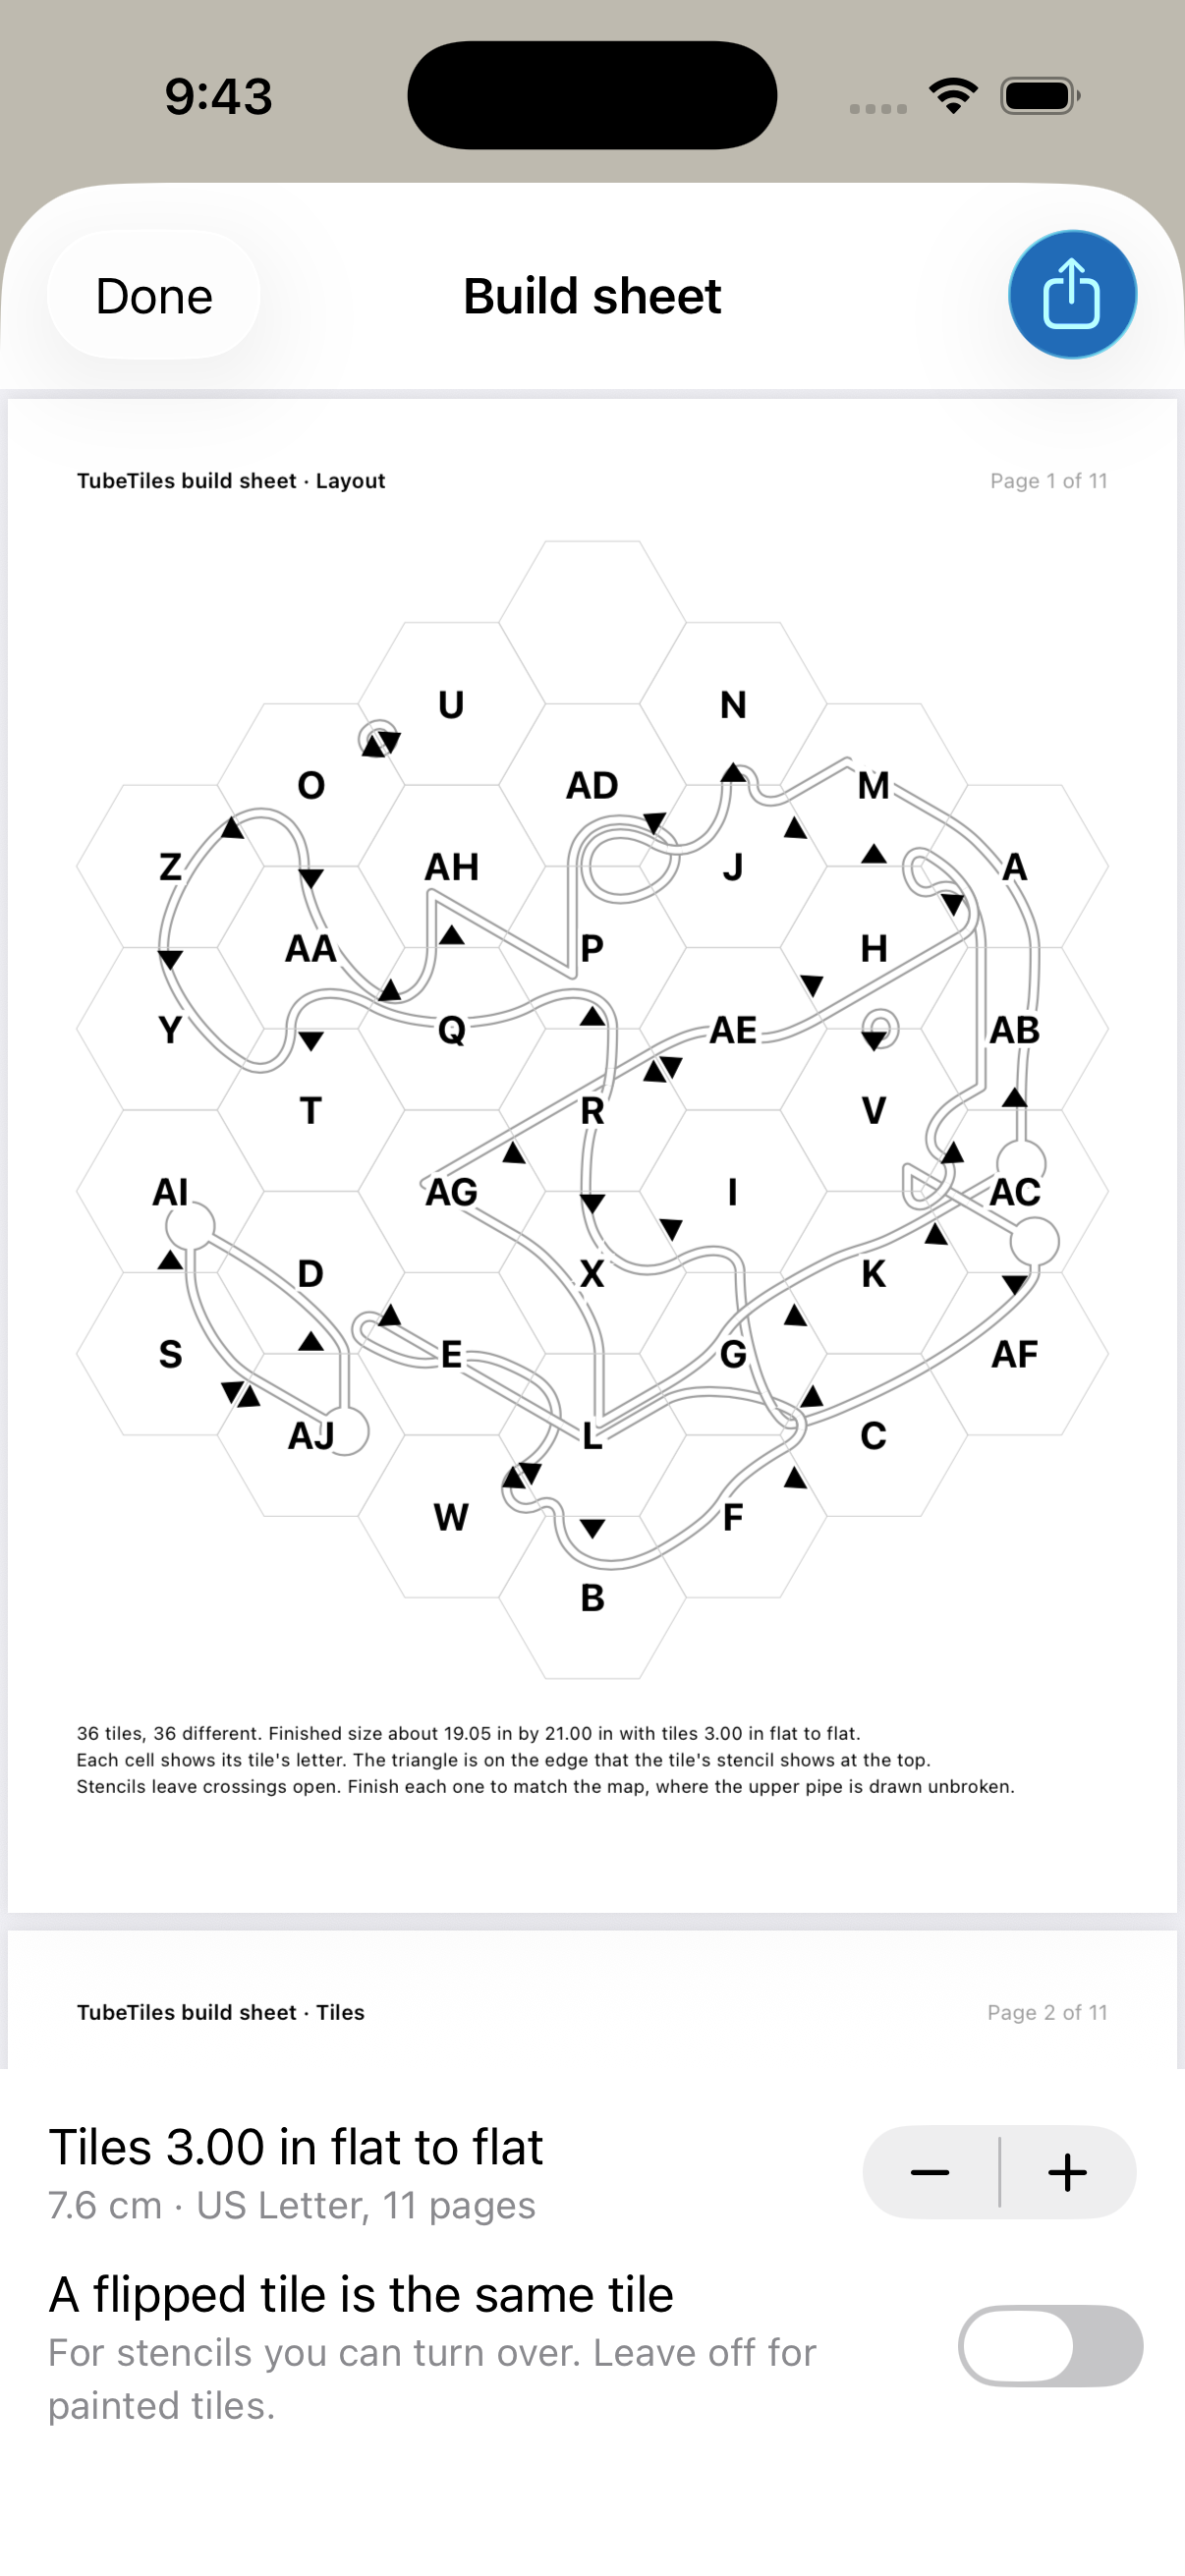 9:43
Done
Build sheet
TubeTiles build sheet · Layout
Page 1 of 11
U
N
O
AD
M
Z
AH
J
A
AA
P
H
Y
Q
AE
AB
T
R
V
AI
AG
I
AC
D
X
K
S
E
G
AF
AJ
L
C
W
F
B
36 tiles, 36 different. Finished size about 19.05 in by 21.00 in with tiles 3.00 in flat to flat.
Each cell shows its tile's letter. The triangle is on the edge that the tile's stencil shows at the top.
Stencils leave crossings open. Finish each one to match the map, where the upper pipe is drawn unbroken.
TubeTiles build sheet · Tiles
Page 2 of 11
Tiles 3.00 in flat to flat
7.6 cm · US Letter, 11 pages
A flipped tile is the same tile
For stencils you can turn over. Leave off for
painted tiles.